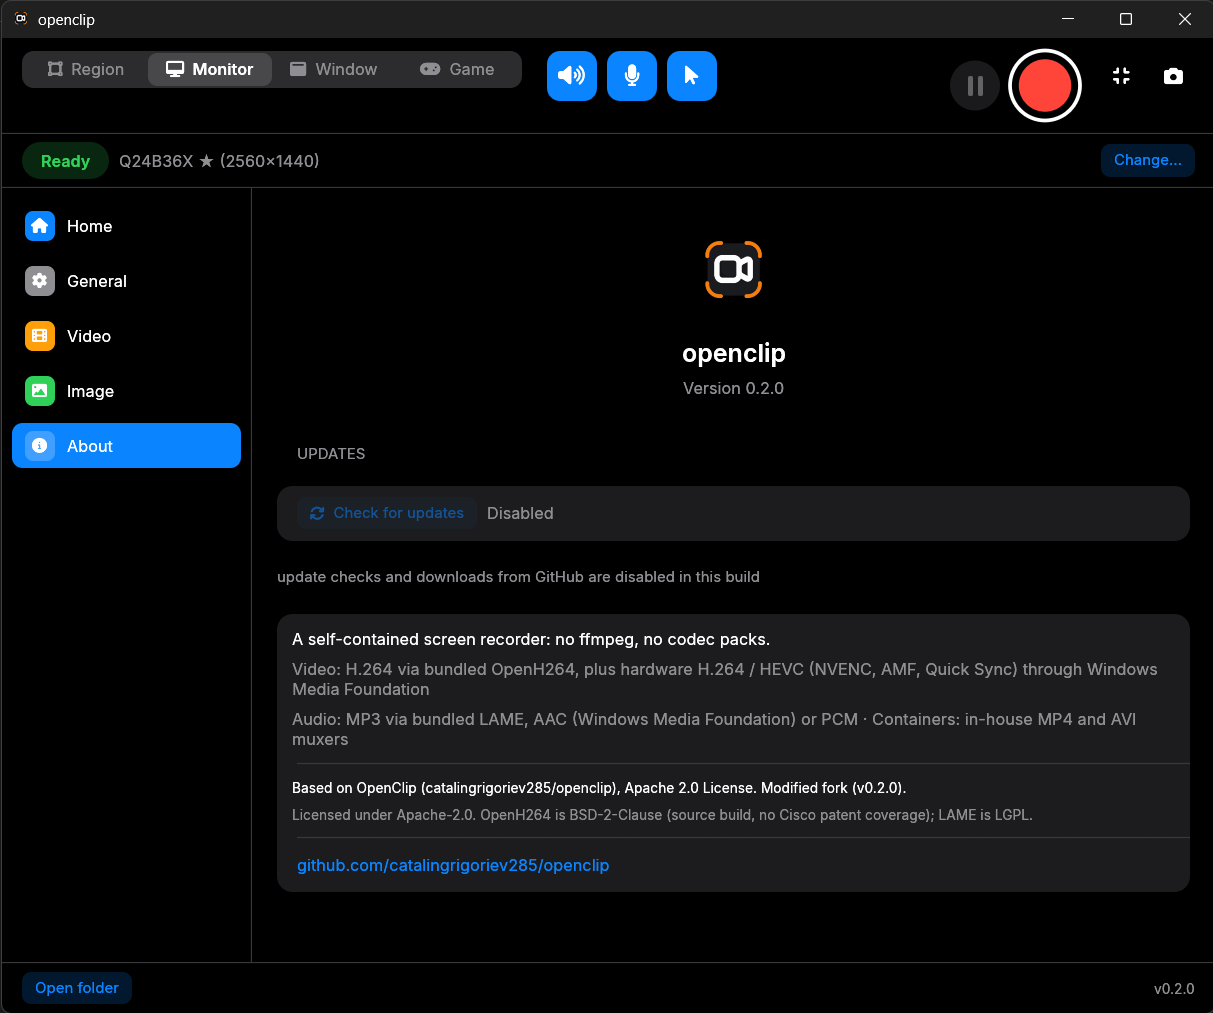 openclip
Region
Monitor
Window
Game
Ready
Q24B36X ★ (2560×1440)
Change...
Home
General
Video
Image
About
openclip
Version 0.2.0
UPDATES
Check for updates
Disabled
update checks and downloads from GitHub are disabled in this build
A self-contained screen recorder: no ffmpeg, no codec packs.
Video: H.264 via bundled OpenH264, plus hardware H.264 / HEVC (NVENC, AMF, Quick Sync) through Windows
Media Foundation
Audio: MP3 via bundled LAME, AAC (Windows Media Foundation) or PCM · Containers: in-house MP4 and AVI
muxers
Based on OpenClip (catalingrigoriev285/openclip), Apache 2.0 License. Modified fork (v0.2.0).
Licensed under Apache-2.0. OpenH264 is BSD-2-Clause (source build, no Cisco patent coverage); LAME is LGPL.
github.com/catalingrigoriev285/openclip
Open folder
v0.2.0